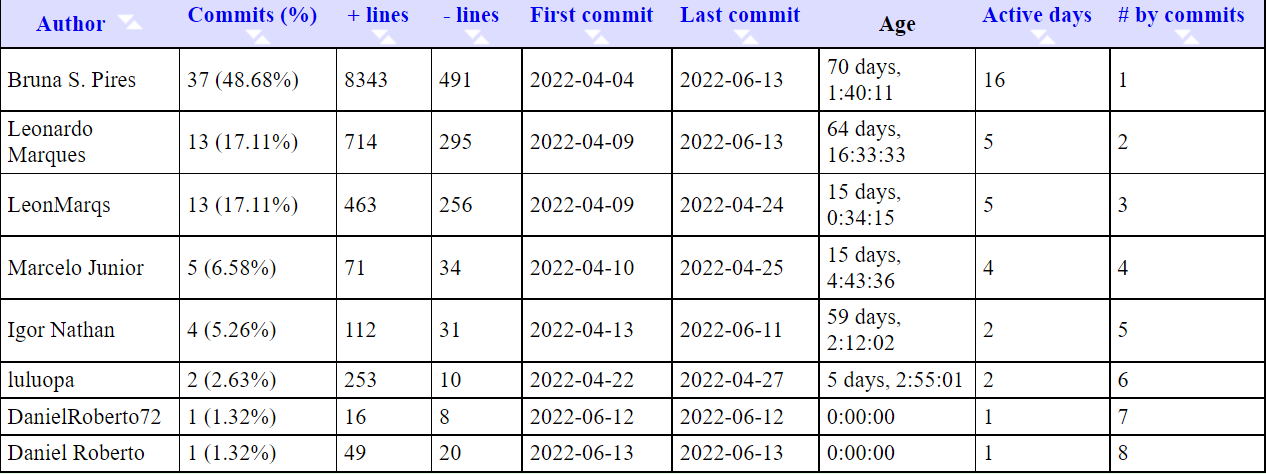 Author Commits (%) + lines - lines First commit Last commit Age Active days # by commits
Bruna S. Pires 37 (48.68%) 8343 491 2022-04-04 2022-06-13 70 days, 1:40:11 16 1
Leonardo Marques 13 (17.11%) 714 295 2022-04-09 2022-06-13 64 days, 16:33:33 5 2
LeonMarqs 13 (17.11%) 463 256 2022-04-09 2022-04-24 15 days, 0:34:15 5 3
Marcelo Junior 5 (6.58%) 71 34 2022-04-10 2022-04-25 15 days, 4:43:36 4 4
Igor Nathan 4 (5.26%) 112 31 2022-04-13 2022-06-11 59 days, 2:12:02 2 5
luluopa 2 (2.63%) 253 10 2022-04-22 2022-04-27 5 days, 2:55:01 2 6
DanielRoberto72 1 (1.32%) 16 8 2022-06-12 2022-06-12 0:00:00 1 7
Daniel Roberto 1 (1.32%) 49 20 2022-06-13 2022-06-13 0:00:00 1 8